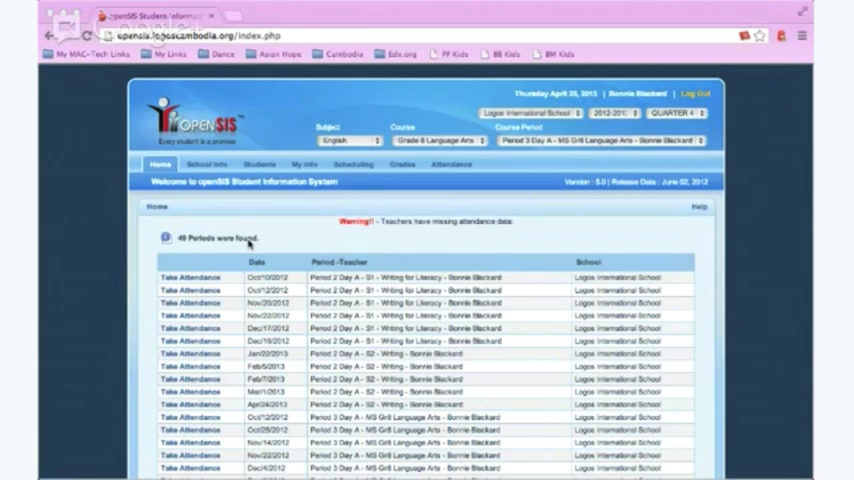 openSIS Student Informat
Google+
opensis.logoscambodia.org/index.php
My MAC-Tech Links My Links Dance Asian Hope Cambodia Edx.org PP Kids BB Kids BM Kids
Thursday April 25, 2013 | Bonnie Blackard | Log Out
OPENSIS™
Every student is a promise
Logos International School 2012-201 QUARTER 4
Subject Course Course Period
English Grade 8 Language Arts Period 3 Day A - MS Gr8 Language Arts - Bonnie Blackard
Home School Info Students My Info Scheduling Grades Attendance
Welcome to openSIS Student Information System Version : 5.0 | Release Date : June 02, 2012
Home Help
Warning!! - Teachers have missing attendance data:
49 Periods were found.
Date Period -Teacher School
Take Attendance Oct/10/2012 Period 2 Day A - S1 - Writing for Literacy - Bonnie Blackard Logos International School
Take Attendance Oct/12/2012 Period 2 Day A - S1 - Writing for Literacy - Bonnie Blackard Logos International School
Take Attendance Nov/20/2012 Period 2 Day A - S1 - Writing for Literacy - Bonnie Blackard Logos International School
Take Attendance Nov/22/2012 Period 2 Day A - S1 - Writing for Literacy - Bonnie Blackard Logos International School
Take Attendance Dec/17/2012 Period 2 Day A - S1 - Writing for Literacy - Bonnie Blackard Logos International School
Take Attendance Dec/19/2012 Period 2 Day A - S1 - Writing for Literacy - Bonnie Blackard Logos International School
Take Attendance Jan/22/2013 Period 2 Day A - S2 - Writing - Bonnie Blackard Logos International School
Take Attendance Feb/5/2013 Period 2 Day A - S2 - Writing - Bonnie Blackard Logos International School
Take Attendance Feb/7/2013 Period 2 Day A - S2 - Writing - Bonnie Blackard Logos International School
Take Attendance Mar/1/2013 Period 2 Day A - S2 - Writing - Bonnie Blackard Logos International School
Take Attendance Apr/24/2013 Period 2 Day A - S2 - Writing - Bonnie Blackard Logos International School
Take Attendance Oct/12/2012 Period 3 Day A - MS Gr8 Language Arts - Bonnie Blackard Logos International School
Take Attendance Oct/25/2012 Period 3 Day A - MS Gr8 Language Arts - Bonnie Blackard Logos International School
Take Attendance Nov/14/2012 Period 3 Day A - MS Gr8 Language Arts - Bonnie Blackard Logos International School
Take Attendance Nov/22/2012 Period 3 Day A - MS Gr8 Language Arts - Bonnie Blackard Logos International School
Take Attendance Dec/4/2012 Period 3 Day A - MS Gr8 Language Arts - Bonnie Blackard Logos International School